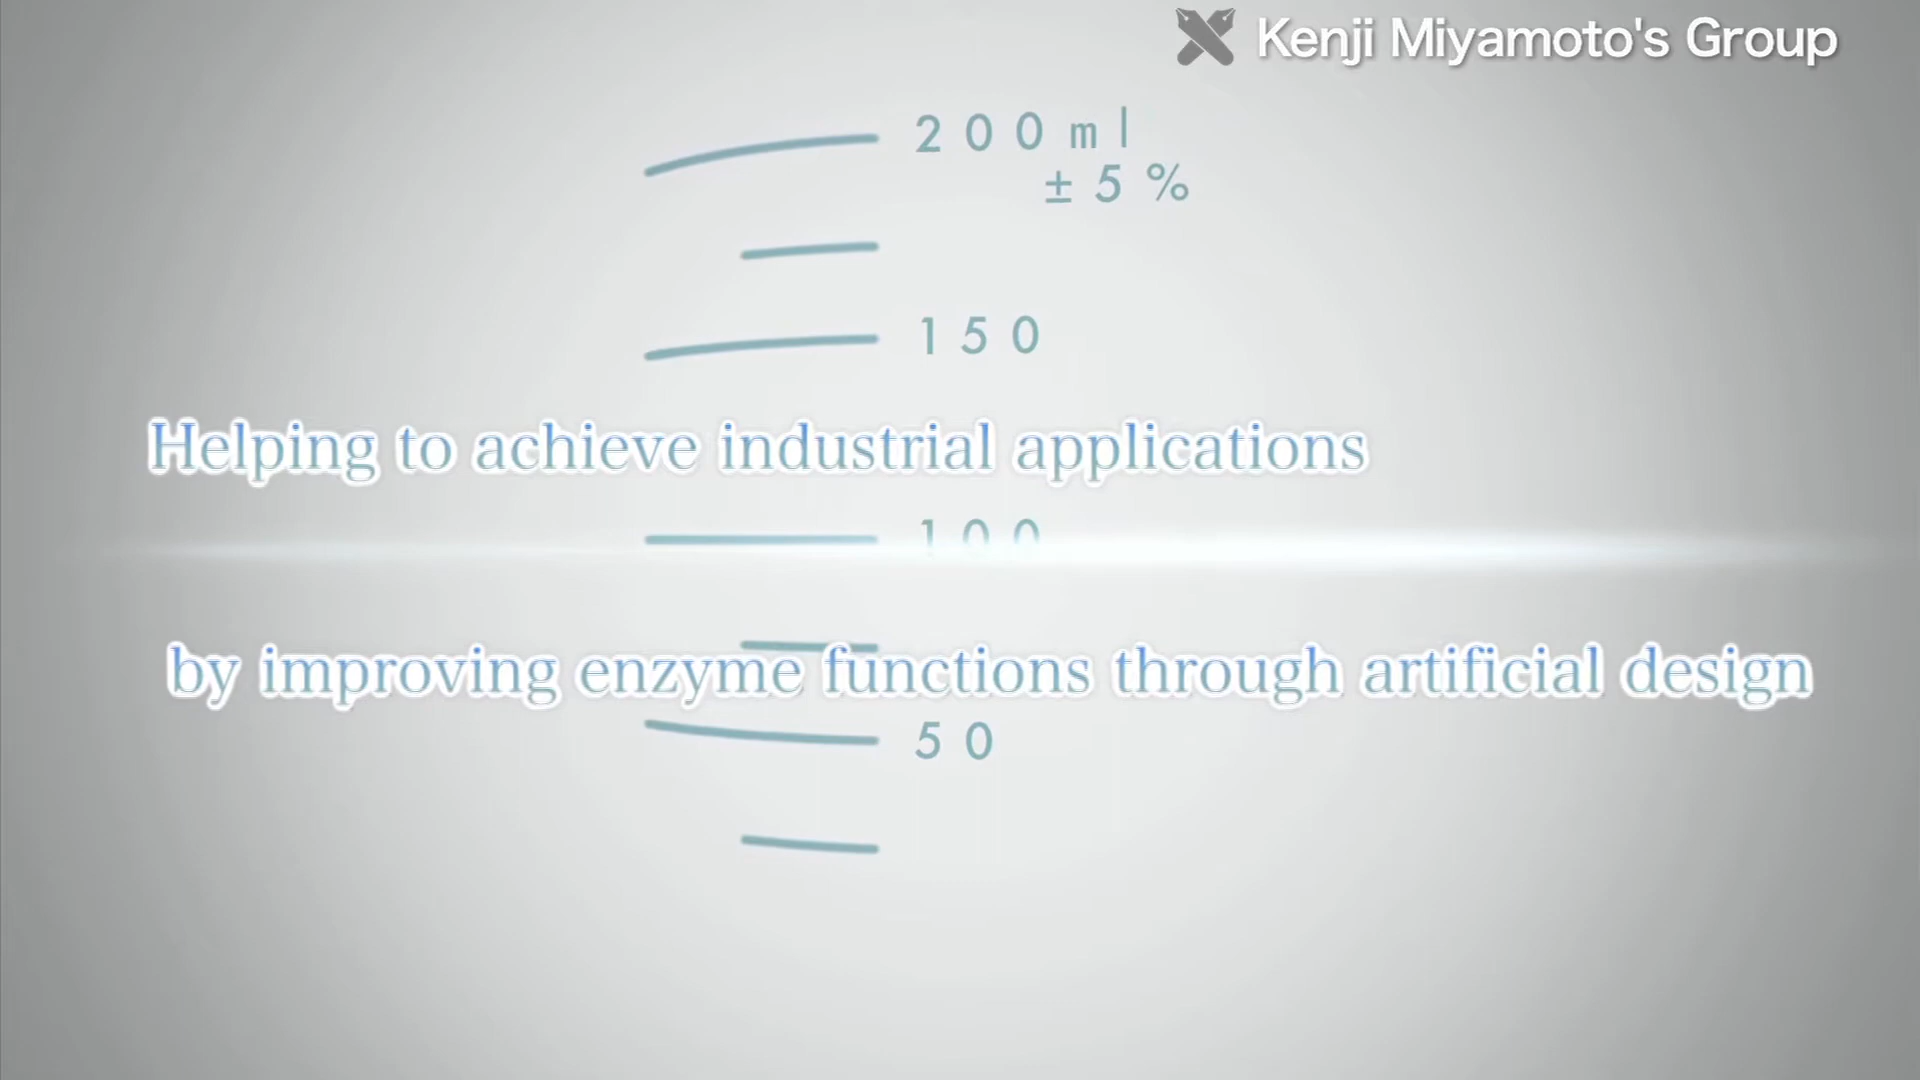 Kenji Miyamoto's Group
200ml
±5%
150
Helping to achieve industrial applications
100
by improving enzyme functions through artificial design
50